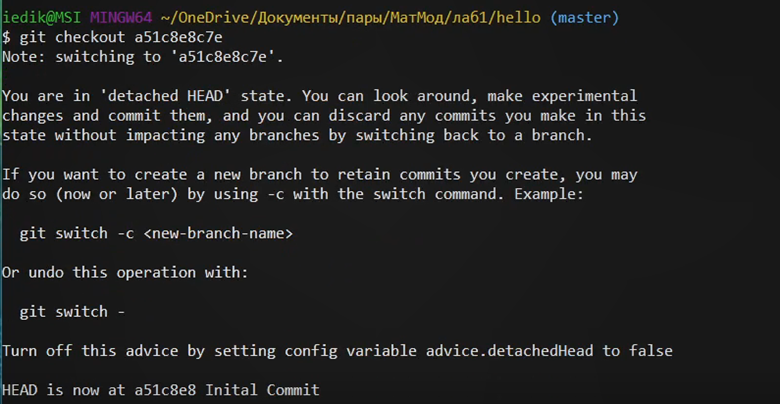 iedik@MSI MINGW64 ~/OneDrive/Документы/пары/МатМод/лаб1/hello (master)
$ git checkout a51c8e8c7e
Note: switching to 'a51c8e8c7e'.
You are in 'detached HEAD' state. You can look around, make experimental
changes and commit them, and you can discard any commits you make in this
state without impacting any branches by switching back to a branch.
If you want to create a new branch to retain commits you create, you may
do so (now or later) by using -c with the switch command. Example:
git switch -c <new-branch-name>
Or undo this operation with:
git switch -
Turn off this advice by setting config variable advice.detachedHead to false
HEAD is now at a51c8e8 Inital Commit